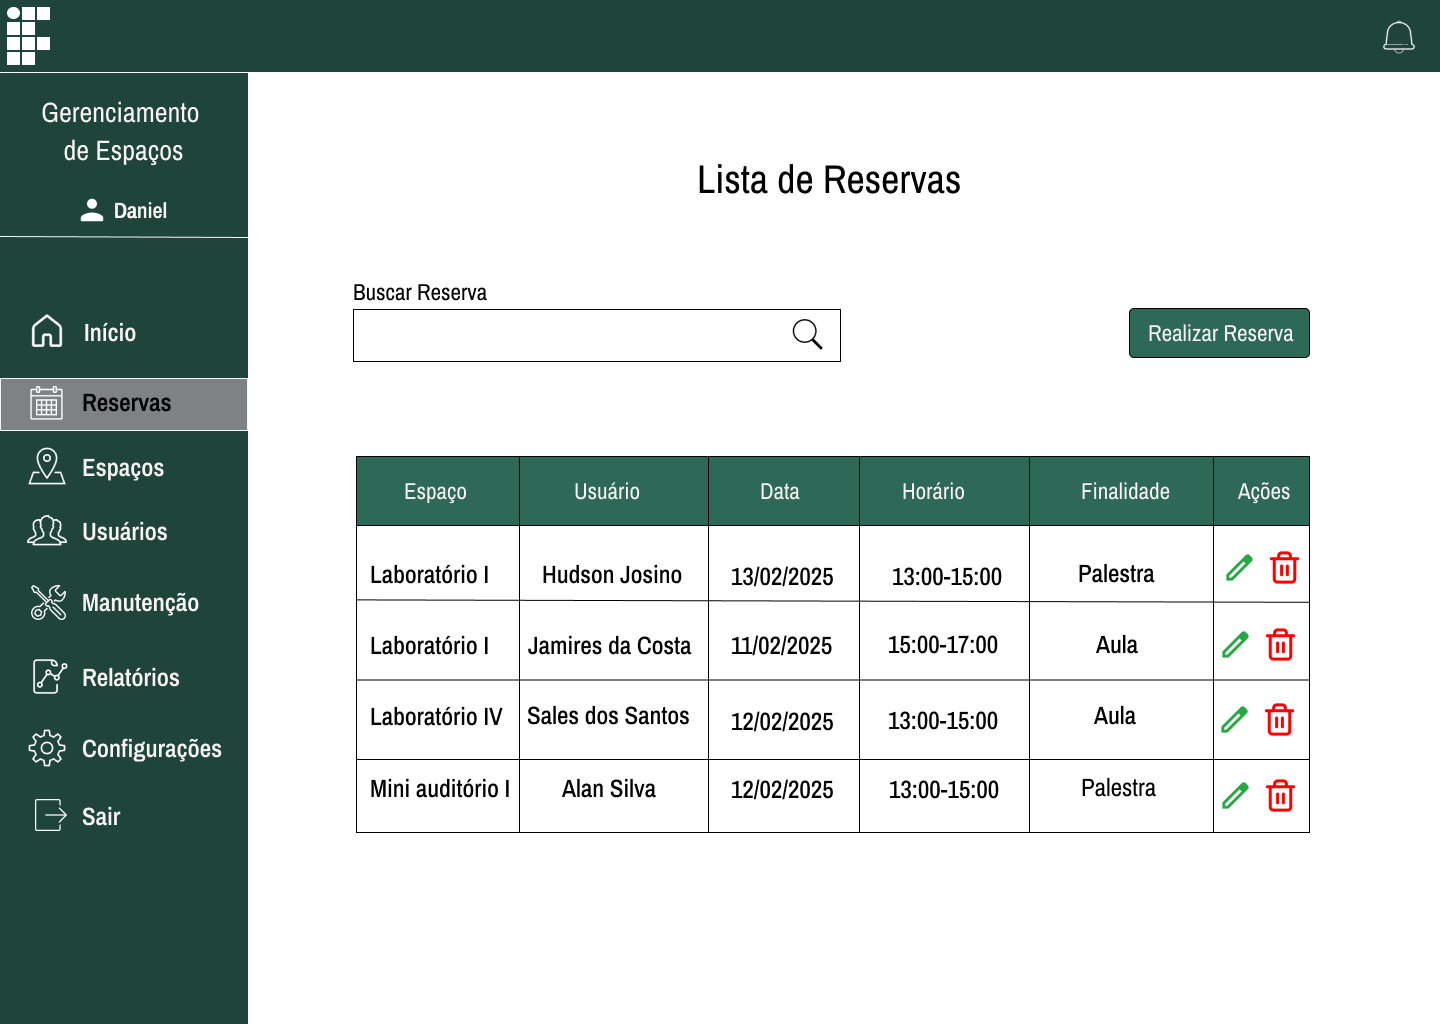 Gerenciamento
de Espaços
Daniel
Início
Reservas
Espaços
Usuários
Manutenção
Relatórios
Configurações
Sair
Lista de Reservas
Buscar Reserva
Realizar Reserva
Espaço Usuário Data Horário Finalidade Ações
Laboratório I Hudson Josino 13/02/2025 13:00-15:00 Palestra
Laboratório I Jamires da Costa 11/02/2025 15:00-17:00 Aula
Laboratório IV Sales dos Santos 12/02/2025 13:00-15:00 Aula
Mini auditório I Alan Silva 12/02/2025 13:00-15:00 Palestra